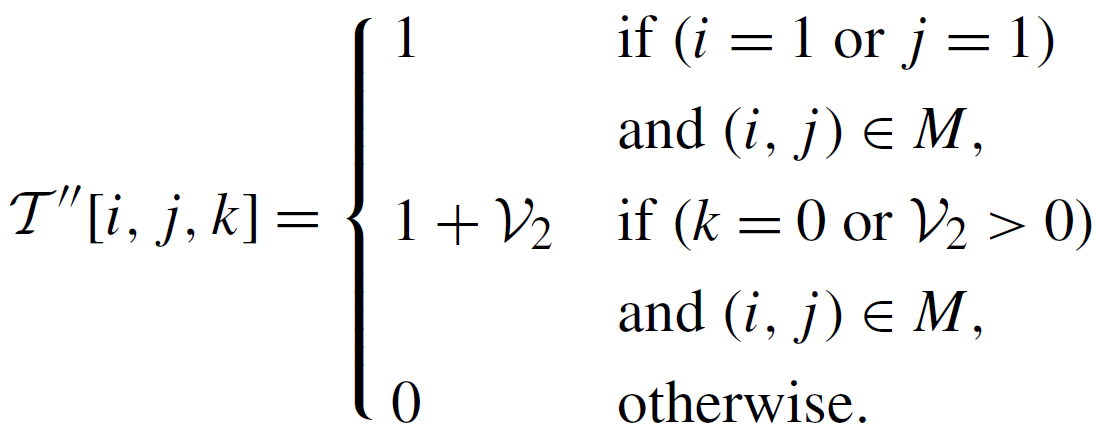 1 if (i = 1 or j = 1)
and (i, j) ∈ M,
𝒯″[i, j, k] = { 1 + 𝒱₂ if (k = 0 or 𝒱₂ > 0)
and (i, j) ∈ M,
0 otherwise.